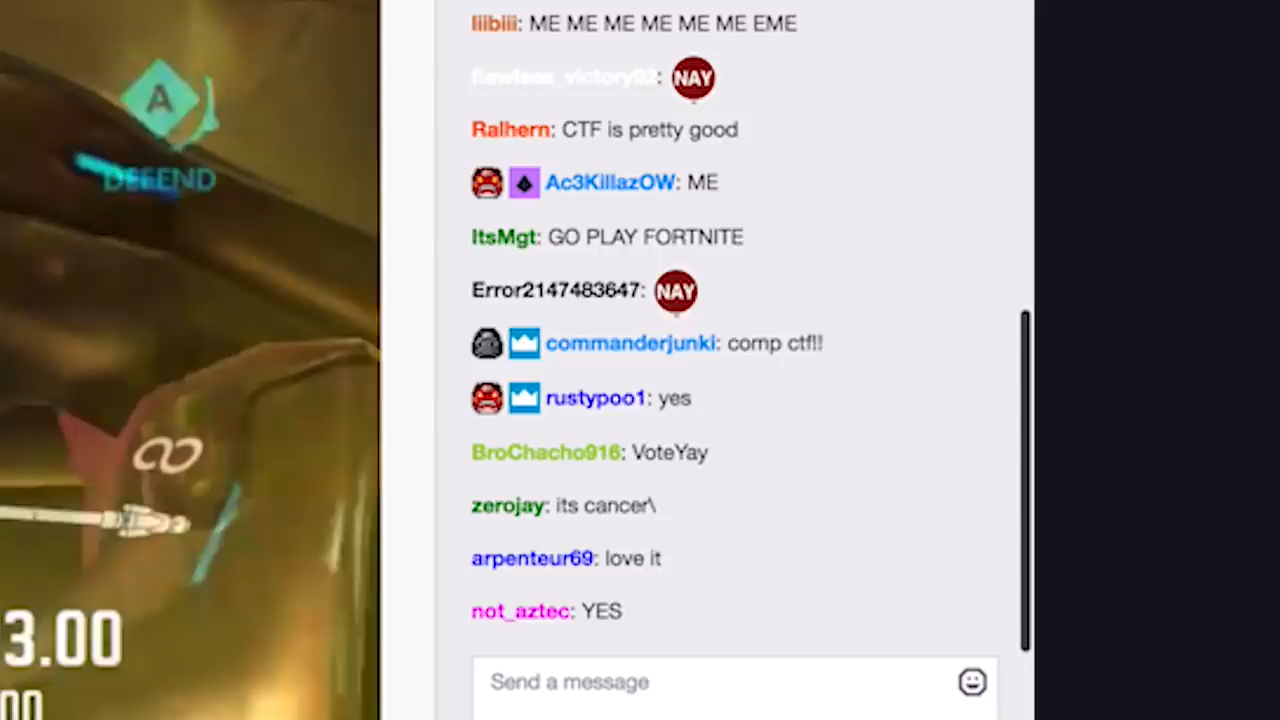 liibiii: ME ME ME ME ME ME EME
flawless_victory92: NAY
Ralhern: CTF is pretty good
Ac3KillazOW: ME
ItsMgt: GO PLAY FORTNITE
Error2147483647: NAY
commanderjunki: comp ctf!!
rustypoo1: yes
BroChacho916: VoteYay
zerojay: its cancer\
arpenteur69: love it
not_aztec: YES
Send a message
A
DEFEND
3.00
00